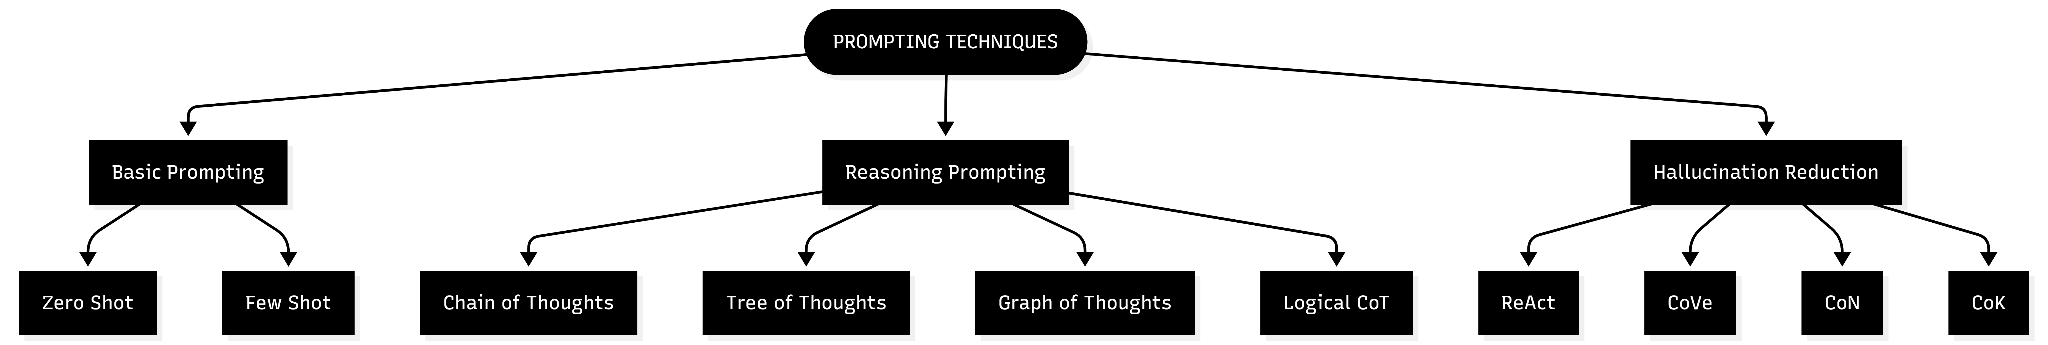 PROMPTING TECHNIQUES
Basic Prompting
Reasoning Prompting
Hallucination Reduction
Zero Shot
Few Shot
Chain of Thoughts
Tree of Thoughts
Graph of Thoughts
Logical CoT
ReAct
CoVe
CoN
CoK